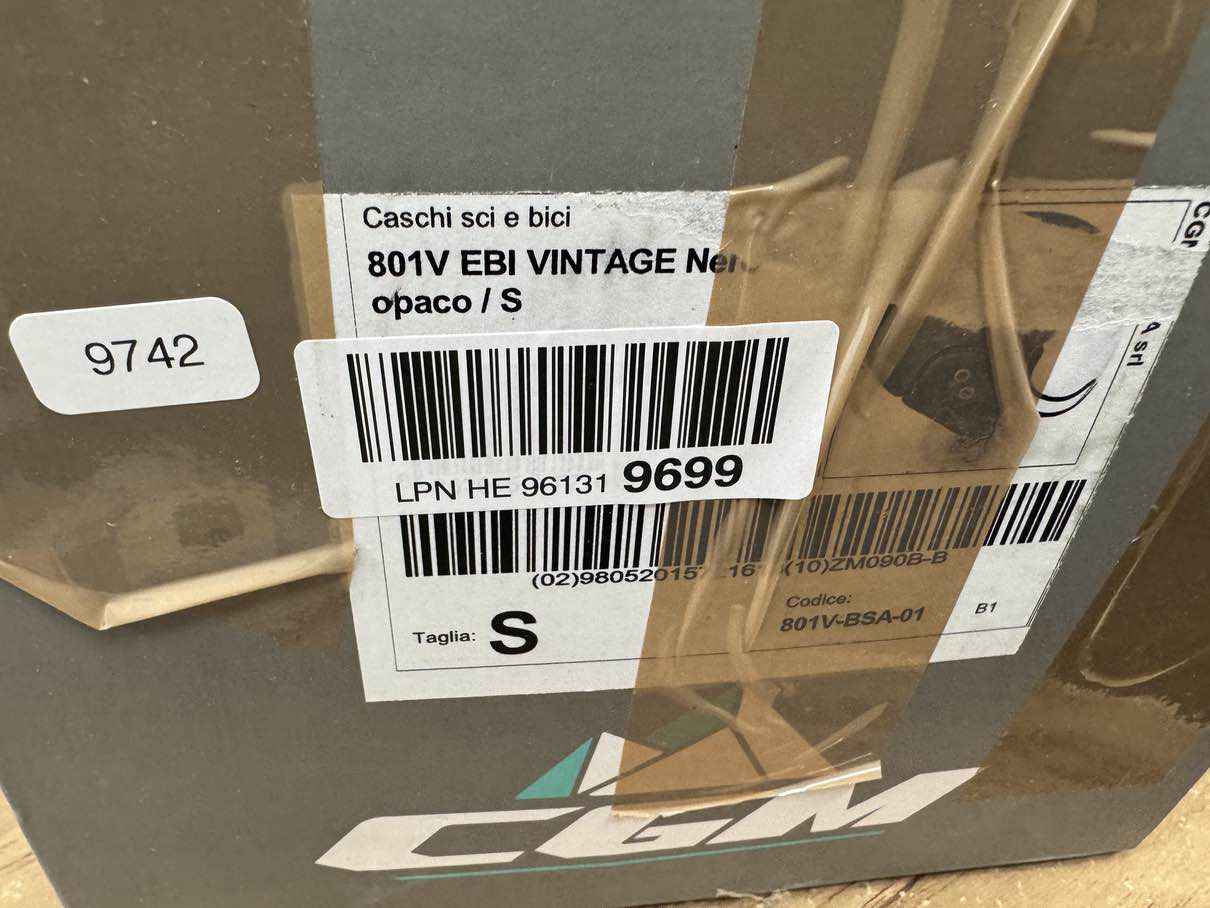 Caschi sci e bici
801V EBI VINTAGE Nero
opaco / S
9742
LPN HE 96131 9699
Taglia: S
Codice:
801V-BSA-01
B1
CGM